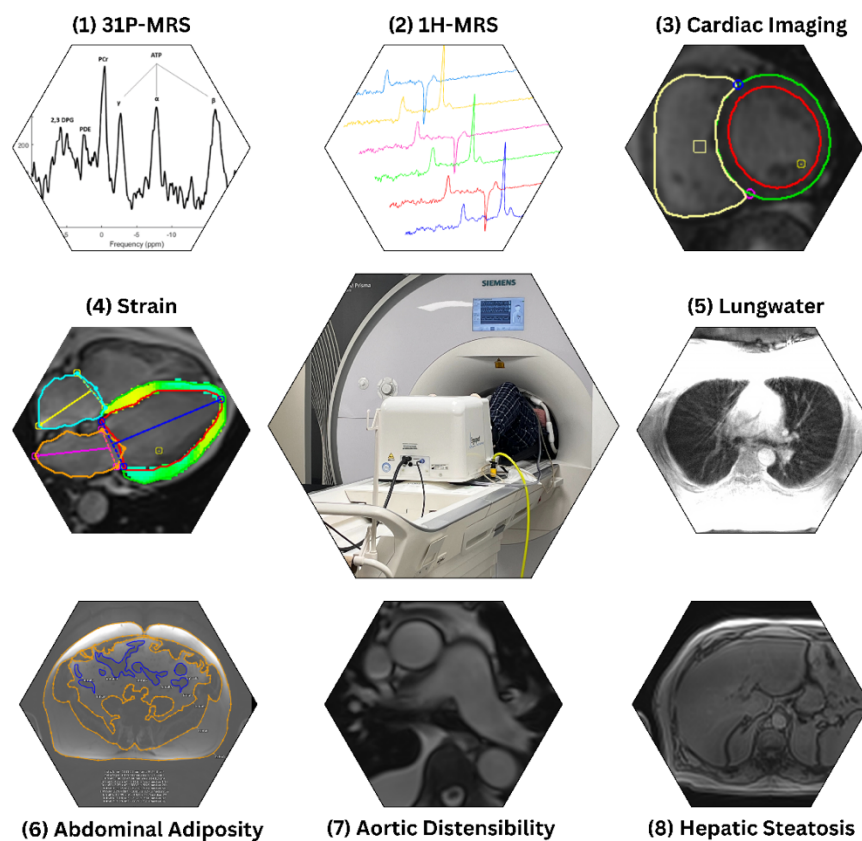 (1) 31P-MRS
(2) 1H-MRS
(3) Cardiac Imaging
PCr
ATP
γ
α
β
2,3 DPG
PDE
200
0
-5
-10
Frequency (ppm)
(4) Strain
(5) Lungwater
Prisma
SIEMENS
(6) Abdominal Adiposity
(7) Aortic Distensibility
(8) Hepatic Steatosis